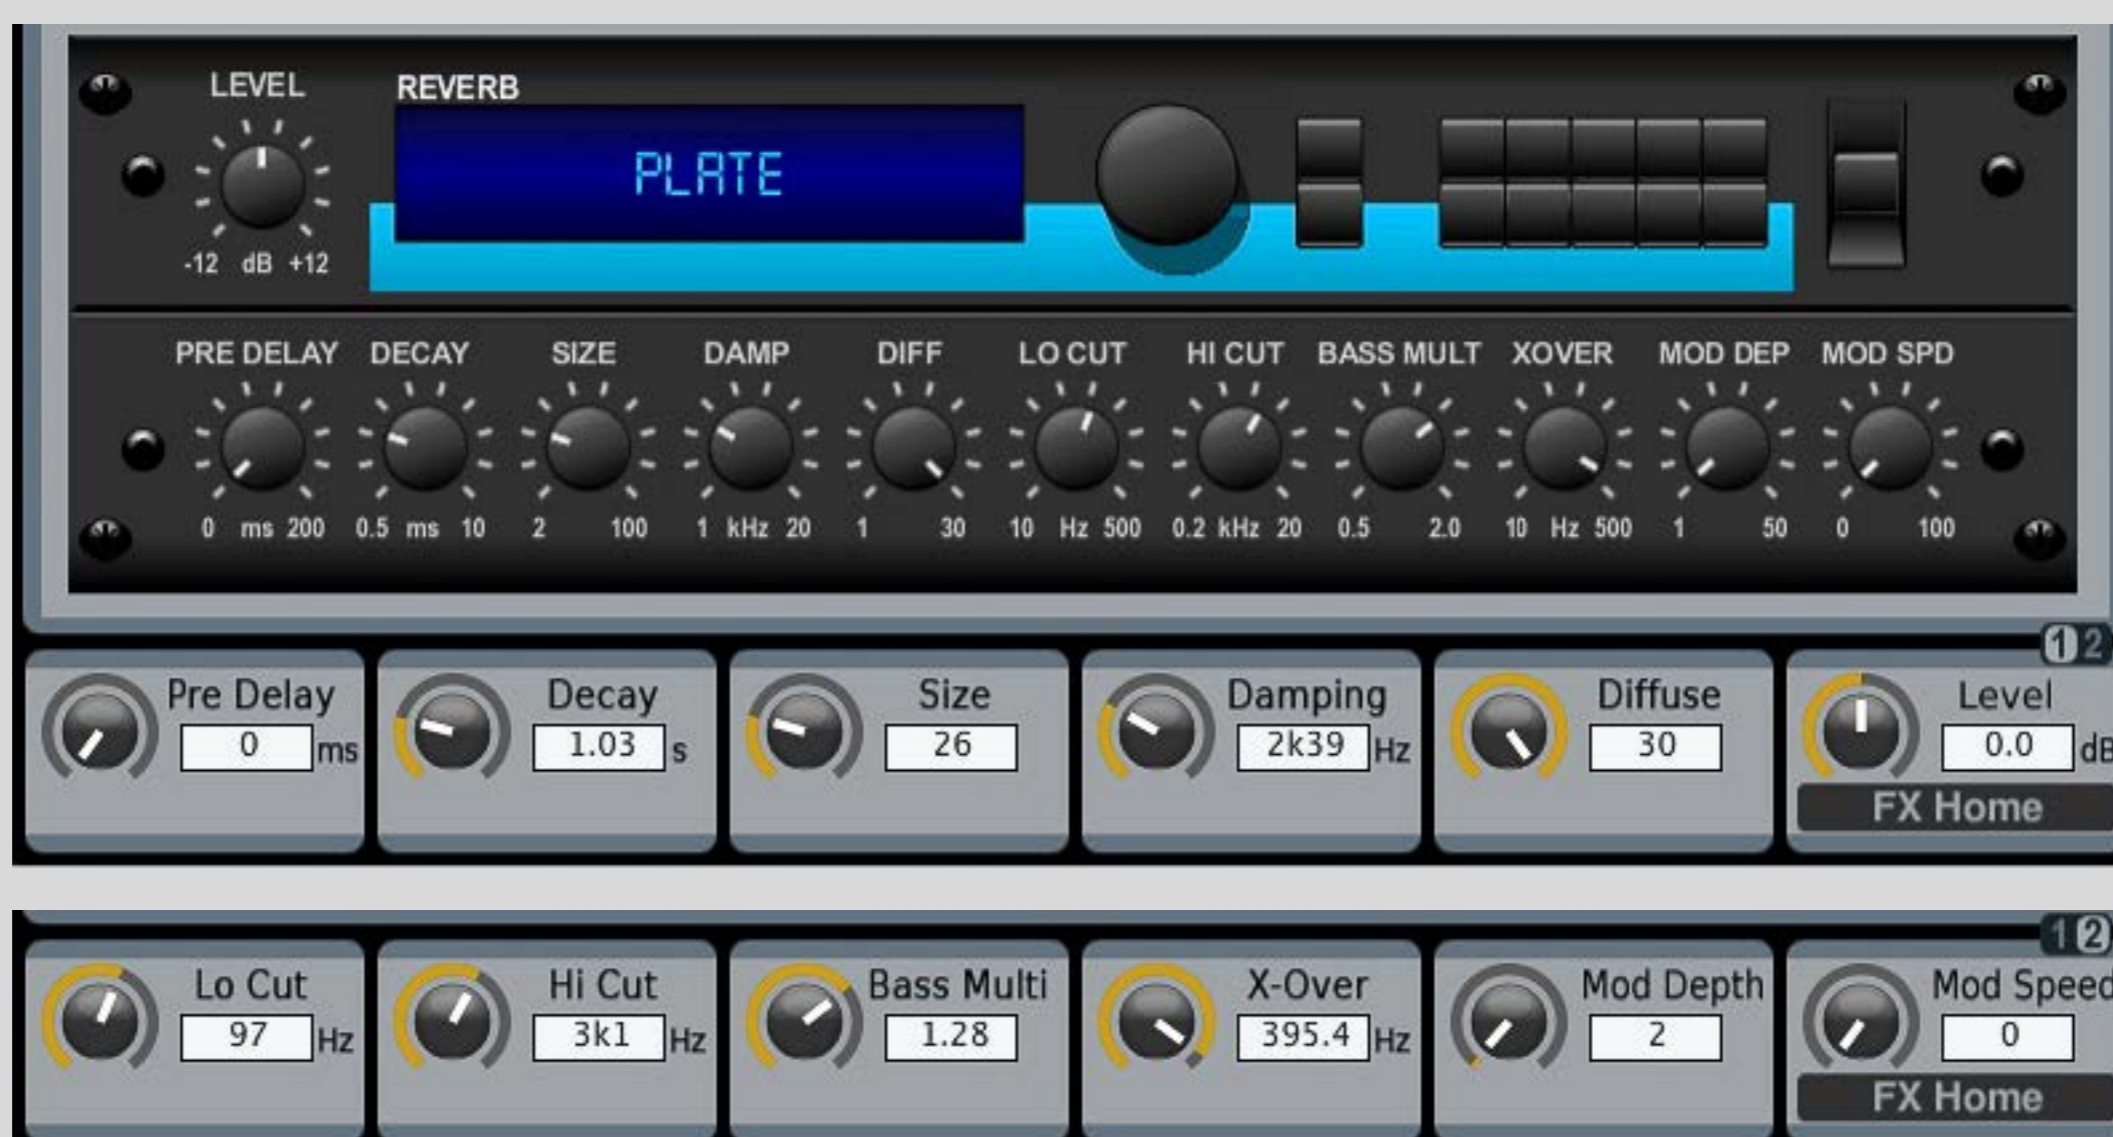 LEVEL
REVERB
PLATE
-12 dB +12
PRE DELAY DECAY SIZE DAMP DIFF LO CUT HI CUT BASS MULT XOVER MOD DEP MOD SPD
0 ms 200 0.5 ms 10 2 100 1 kHz 20 1 30 10 Hz 500 0.2 kHz 20 0.5 2.0 10 Hz 500 1 50 0 100
1 2
Pre Delay Decay Size Damping Diffuse Level
0 ms 1.03 s 26 2k39 Hz 30 0.0 dB
FX Home
1 2
Lo Cut Hi Cut Bass Multi X-Over Mod Depth Mod Speed
97 Hz 3k1 Hz 1.28 395.4 Hz 2 0
FX Home